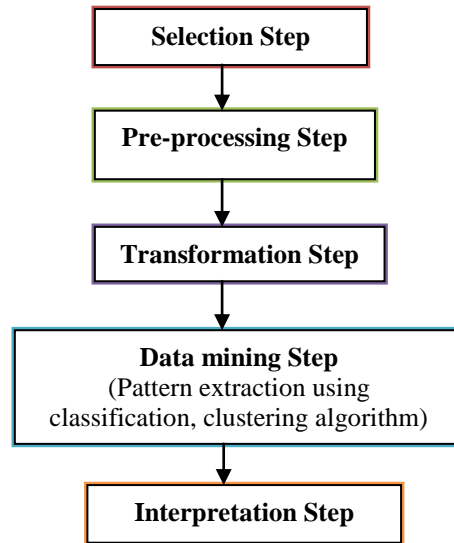 Selection Step
Pre-processing Step
Transformation Step
Data mining Step
(Pattern extraction using
classification, clustering algorithm)
Interpretation Step